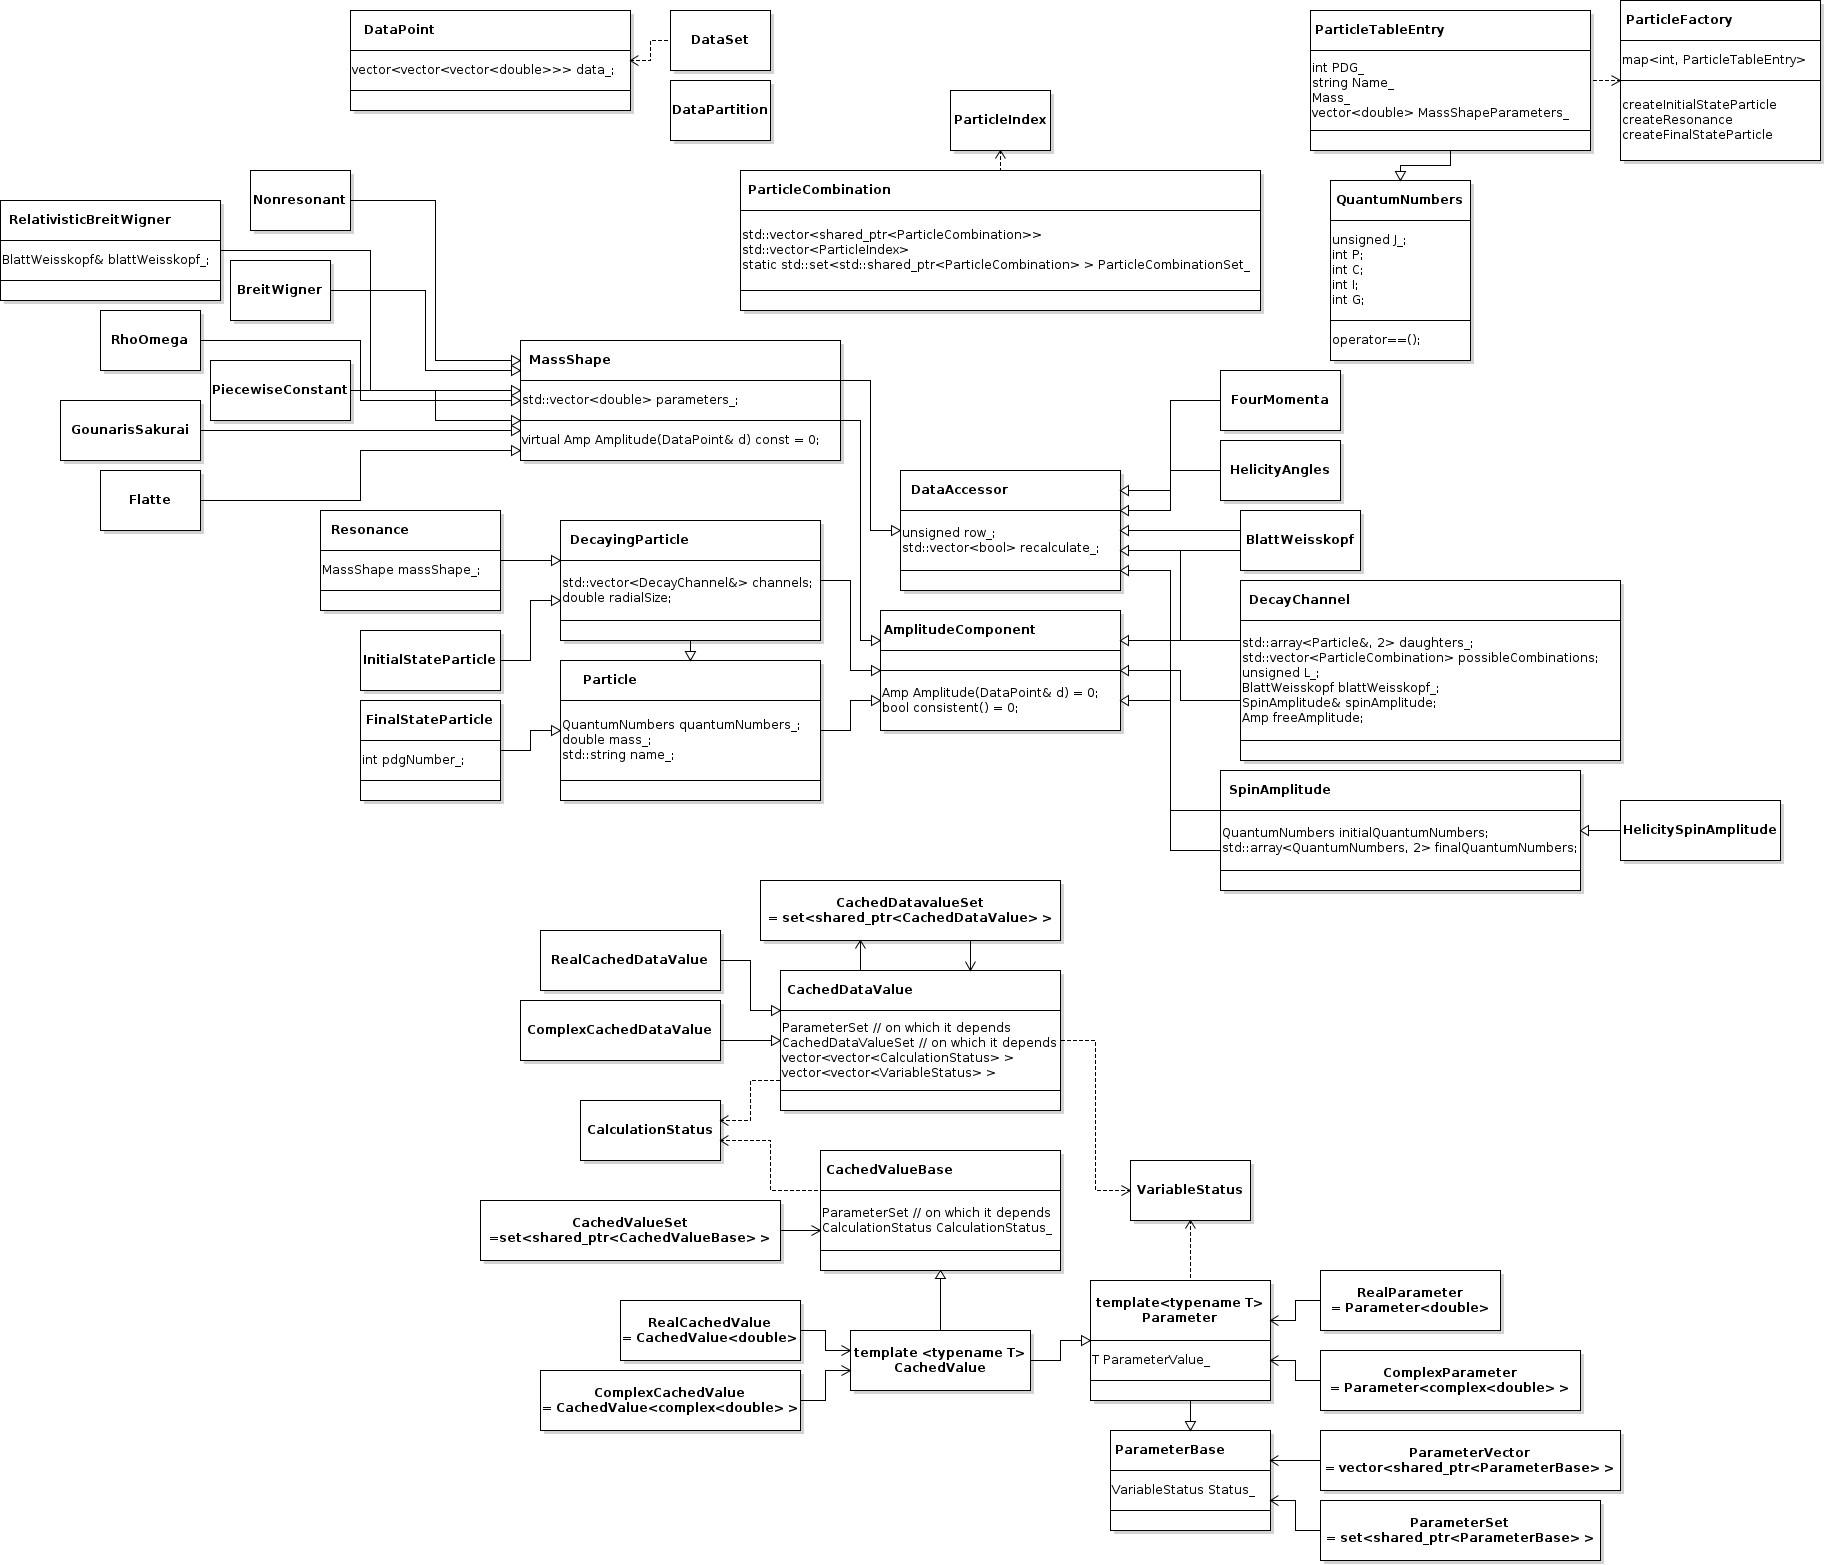 DataPoint
vector<vector<vector<double>>> data_;
DataSet
DataPartition
ParticleIndex
ParticleTableEntry
int PDG_
string Name_
Mass_
vector<double> MassShapeParameters_
ParticleFactory
map<int, ParticleTableEntry>
createInitialStateParticle
createResonance
createFinalStateParticle
ParticleCombination
std::vector<shared_ptr<ParticleCombination>>
std::vector<ParticleIndex>
static std::set<std::shared_ptr<ParticleCombination> > ParticleCombinationSet_
QuantumNumbers
unsigned J_;
int P;
int C;
int I;
int G;
operator==();
Nonresonant
RelativisticBreitWigner
BlattWeisskopf& blattWeisskopf_;
BreitWigner
RhoOmega
PiecewiseConstant
GounarisSakurai
Flatte
MassShape
std::vector<double> parameters_;
virtual Amp Amplitude(DataPoint& d) const = 0;
FourMomenta
HelicityAngles
DataAccessor
unsigned row_;
std::vector<bool> recalculate_;
BlattWeisskopf
Resonance
MassShape massShape_;
DecayingParticle
std::vector<DecayChannel&> channels;
double radialSize;
InitialStateParticle
FinalStateParticle
int pdgNumber_;
Particle
QuantumNumbers quantumNumbers_;
double mass_;
std::string name_;
AmplitudeComponent
Amp Amplitude(DataPoint& d) = 0;
bool consistent() = 0;
DecayChannel
std::array<Particle&, 2> daughters_;
std::vector<ParticleCombination> possibleCombinations;
unsigned L_;
BlattWeisskopf blattWeisskopf_;
SpinAmplitude& spinAmplitude;
Amp freeAmplitude;
SpinAmplitude
QuantumNumbers initialQuantumNumbers;
std::array<QuantumNumbers, 2> finalQuantumNumbers;
HelicitySpinAmplitude
CachedDatavalueSet
= set<shared_ptr<CachedDataValue> >
RealCachedDataValue
ComplexCachedDataValue
CachedDataValue
ParameterSet // on which it depends
CachedDataValueSet // on which it depends
vector<vector<CalculationStatus> >
vector<vector<VariableStatus> >
CalculationStatus
CachedValueBase
ParameterSet // on which it depends
CalculationStatus CalculationStatus_
VariableStatus
CachedValueSet
=set<shared_ptr<CachedValueBase> >
RealCachedValue
= CachedValue<double>
ComplexCachedValue
= CachedValue<complex<double> >
template <typename T>
CachedValue
template<typename T>
Parameter
T ParameterValue_
RealParameter
= Parameter<double>
ComplexParameter
= Parameter<complex<double> >
ParameterBase
VariableStatus Status_
ParameterVector
= vector<shared_ptr<ParameterBase> >
ParameterSet
= set<shared_ptr<ParameterBase> >